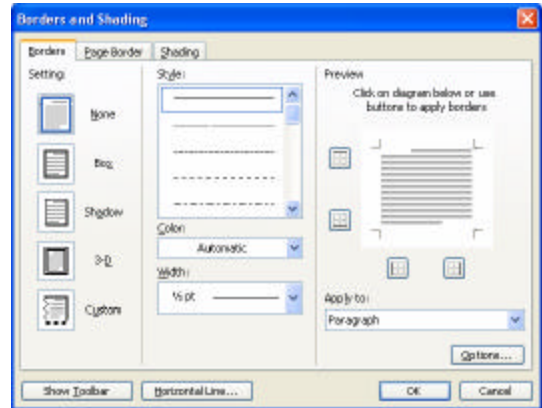 Borders and Shading
Borders Page Border Shading
Setting:
None
Box
Shadow
3-D
Custom
Style:
Color:
Automatic
Width:
½ pt
Preview
Click on diagram below or use
buttons to apply borders
Apply to:
Paragraph
Options...
Show Toolbar Horizontal Line... OK Cancel